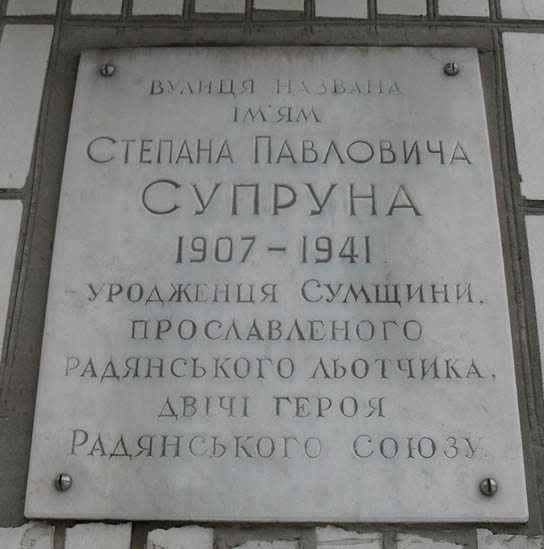 ВУЛИЦЯ НАЗВАНА
ІМ'ЯМ
СТЕПАНА ПАВЛОВИЧА
СУПРУНА
1907 – 1941
-УРОДЖЕНЦЯ СУМЩИНИ.
ПРОСЛАВЛЕНОГО
РАДЯНСЬКОГО ЛЬОТЧИКА,
ДВІЧІ ГЕРОЯ
РАДЯНСЬКОГО СОЮЗУ.